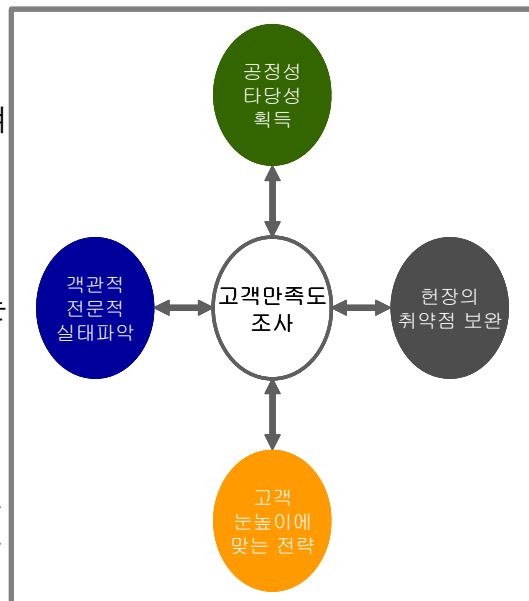 공정성
타당성
획득
객관적
전문적
실태파악
고객만족도
조사
헌장의
취약점 보완
고객
눈높이에
맞는 전략